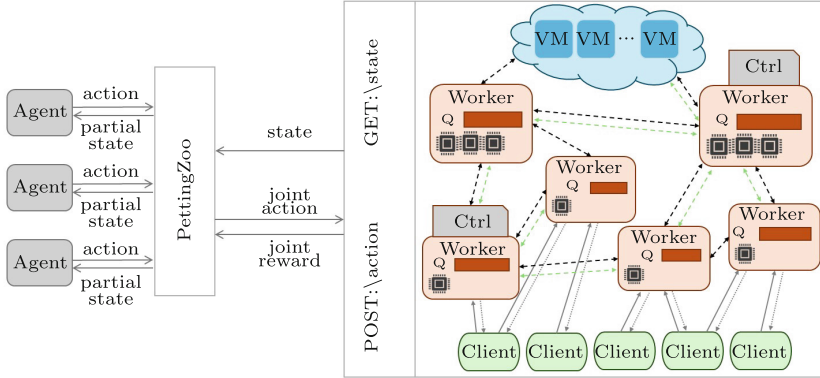 Agent
action
partial
state
Agent
action
partial
state
Agent
action
partial
state
PettingZoo
state
joint
action
joint
reward
GET:\state
POST:\action
VM
VM
...
VM
Ctrl
Worker
Q
Worker
Q
Worker
Q
Ctrl
Worker
Q
Worker
Q
Worker
Q
Client
Client
Client
Client
Client